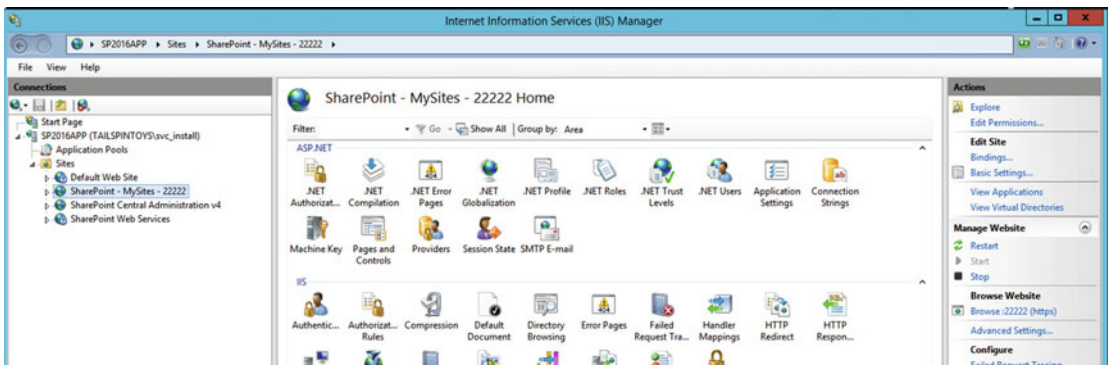 Internet Information Services (IIS) Manager
SP2016APP
Sites
SharePoint - MySites - 22222
File View Help
Connections
Start Page
SP2016APP (TAILSPINTOYS\svc_install)
Application Pools
Sites
Default Web Site
SharePoint - MySites - 22222
SharePoint Central Administration v4
SharePoint Web Services
SharePoint - MySites - 22222 Home
Filter: Go Show All Group by: Area
ASP.NET
.NET Authorizat...
.NET Compilation
.NET Error Pages
.NET Globalization
.NET Profile
.NET Roles
.NET Trust Levels
.NET Users
Application Settings
Connection Strings
Machine Key
Pages and Controls
Providers
Session State
SMTP E-mail
IIS
Authentic...
Authorizat... Rules
Compression
Default Document
Directory Browsing
Error Pages
Failed Request Tra...
Handler Mappings
HTTP Redirect
HTTP Respon...
Actions
Explore
Edit Permissions...
Edit Site
Bindings...
Basic Settings...
View Applications
View Virtual Directories
Manage Website
Restart
Start
Stop
Browse Website
Browse :22222 (https)
Advanced Settings...
Configure
Failed Request Tracing